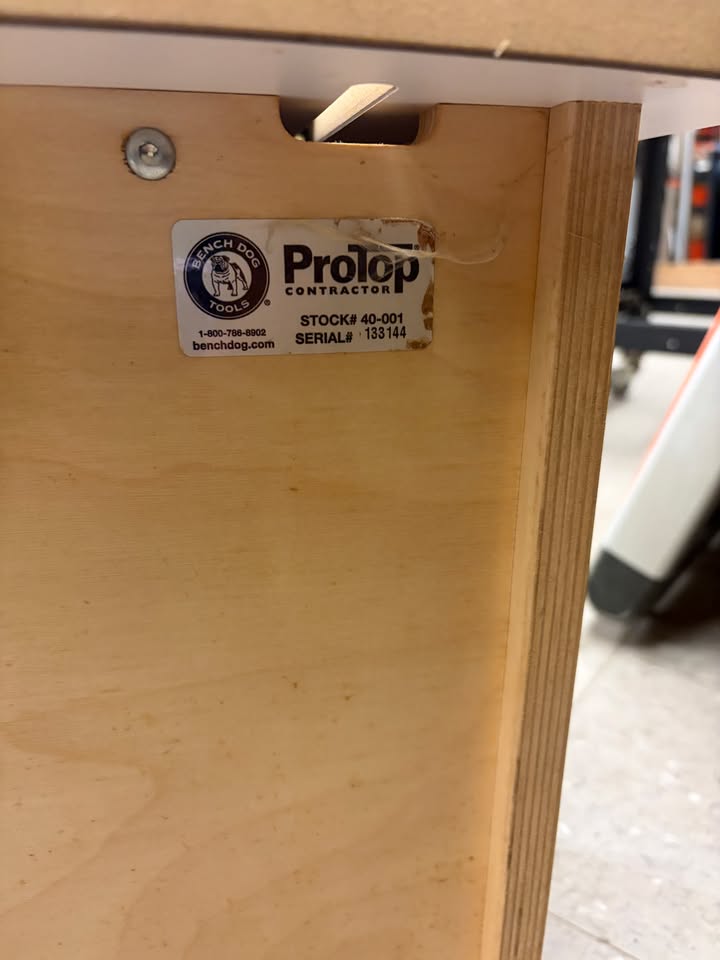 BENCH DOG
TOOLS
®
ProTop
®
CONTRACTOR
1-800-786-8902
benchdog.com
STOCK# 40-001
SERIAL# 133144